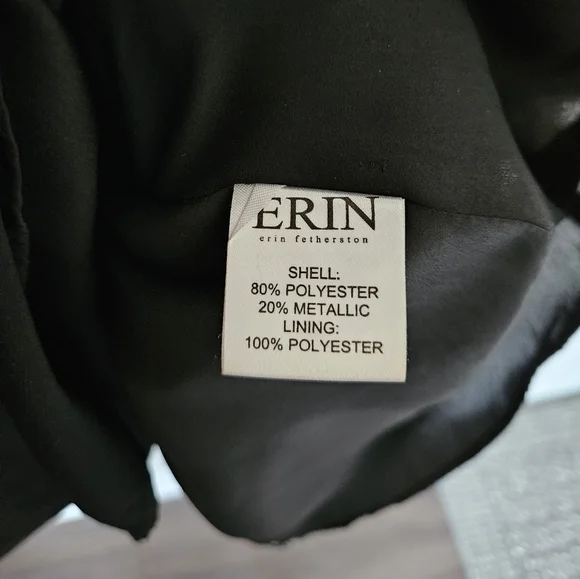 ERIN
erin fetherston
SHELL:
80% POLYESTER
20% METALLIC
LINING:
100% POLYESTER